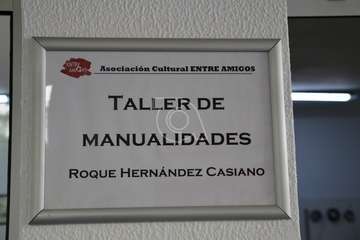 Asociación Cultural ENTRE AMIGOS
TALLER DE
MANUALIDADES
ROQUE HERNÁNDEZ CASIANO